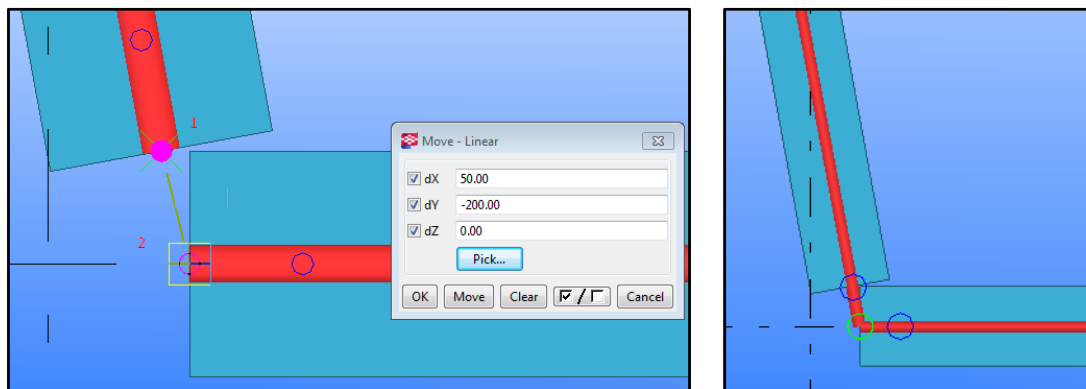 1
2
Move - Linear
dX 50.00
dY -200.00
dZ 0.00
Pick...
OK Move Clear / Cancel